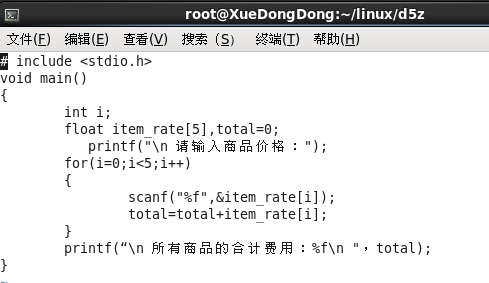 root@XueDongDong:~/linux/d5z
文件(F) 编辑(E) 查看(V) 搜索 (S) 终端(T) 帮助(H)
# include <stdio.h>
void main()
{
        int i;
        float item_rate[5],total=0;
           printf("\n 请输入商品价格：");
        for(i=0;i<5;i++)
        {
                scanf("%f",&item_rate[i]);
                total=total+item_rate[i];
        }
        printf(“\n 所有商品的合计费用：%f\n "，total);
}
~